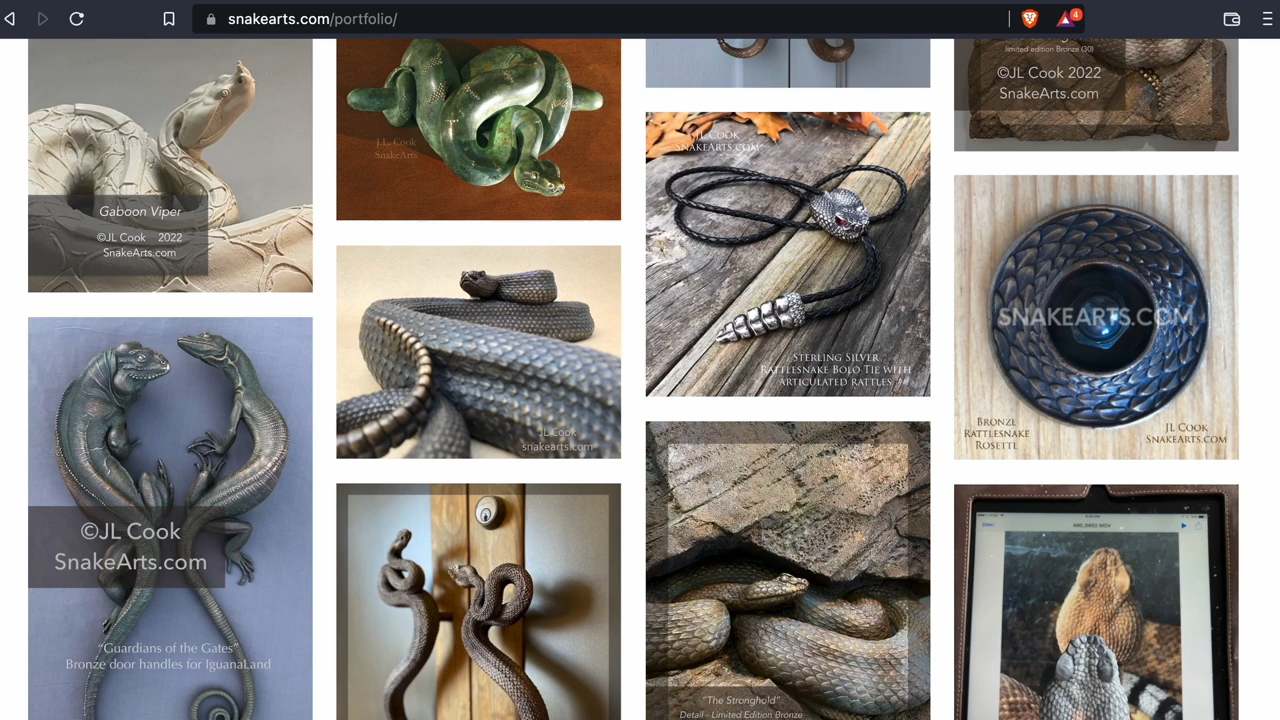 snakearts.com/portfolio/
4
Gaboon Viper
©JL Cook 2022
SnakeArts.com
©JL Cook
SnakeArts.com
"Guardians of the Gates"
Bronze door handles for IguanaLand
J.L. Cook
SnakeArts
JL Cook
snakearts.com
JL Cook
SnakeArts.com
Sterling Silver
Rattlesnake Bolo Tie with
articulated rattles
"The Stronghold"
Detail - Limited Edition Bronze
limited edition Bronze (30)
©JL Cook 2022
SnakeArts.com
SNAKEARTS.COM
Bronze
Rattlesnake
Rosette
JL Cook
SnakeArts.com